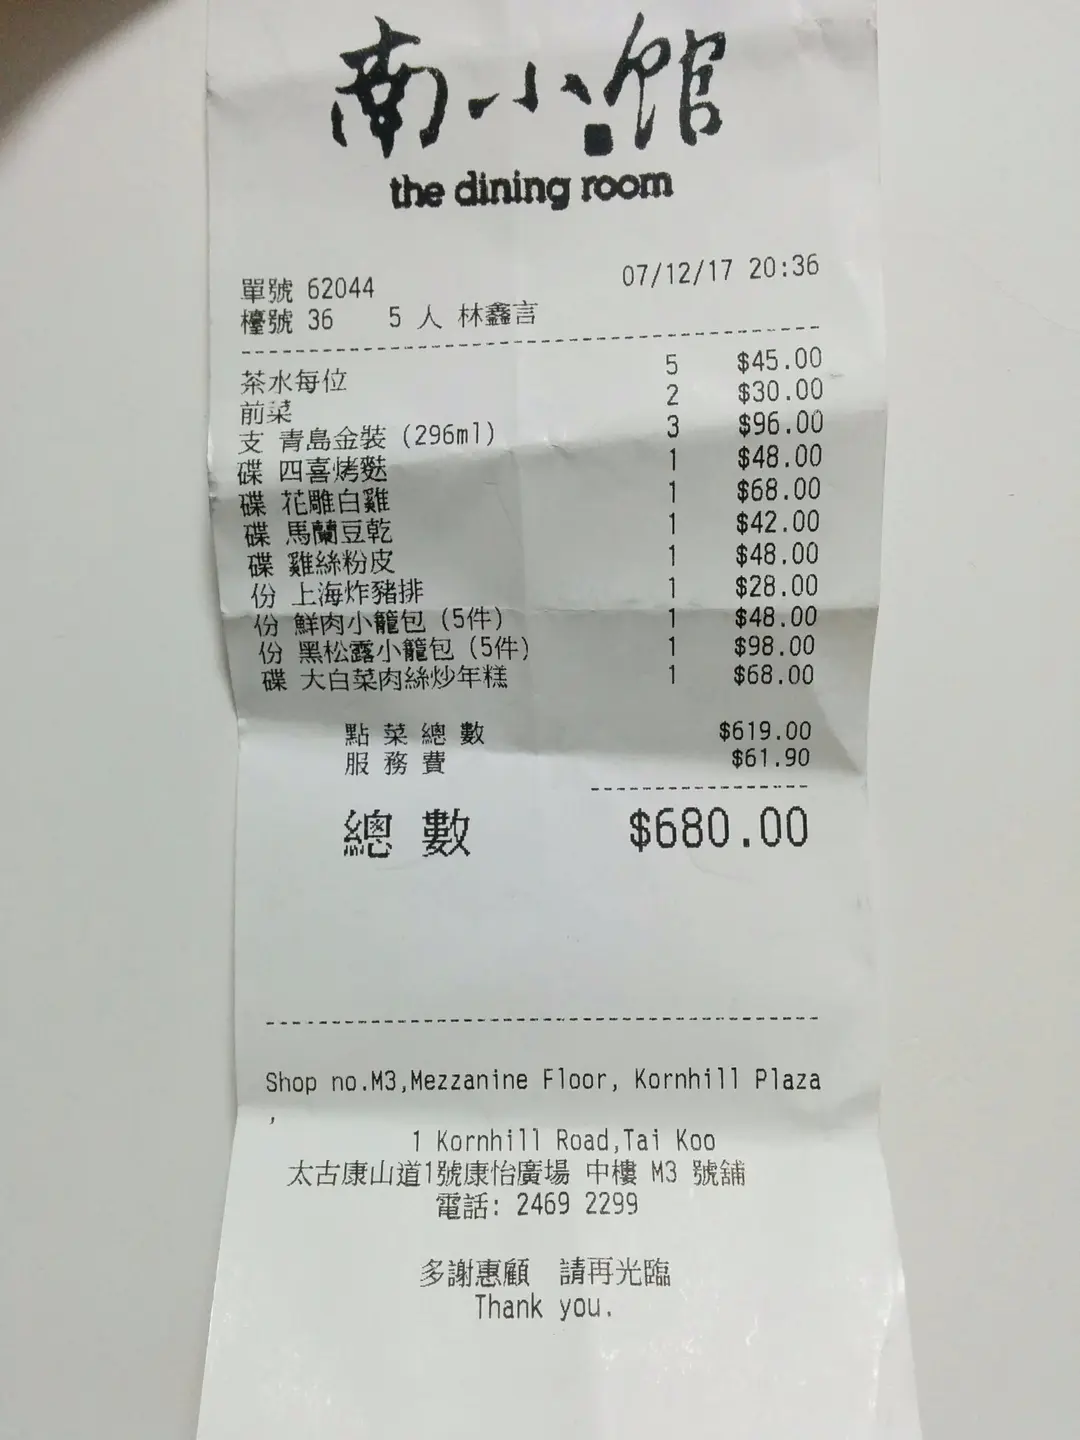 南小館
the dining room
單號 62044 07/12/17 20:36
檯號 36 5 人 林鑫言
茶水每位 5 $45.00
前菜 2 $30.00
支 青島金裝 (296ml) 3 $96.00
碟 四喜烤麩 1 $48.00
碟 花雕白雞 1 $68.00
碟 馬蘭豆乾 1 $42.00
碟 雞絲粉皮 1 $48.00
份 上海炸豬排 1 $28.00
份 鮮肉小籠包 (5件) 1 $48.00
份 黑松露小籠包 (5件) 1 $98.00
碟 大白菜肉絲炒年糕 1 $68.00
點 菜 總 數 $619.00
服 務 費 $61.90
總 數 $680.00
Shop no.M3,Mezzanine Floor, Kornhill Plaza
,
1 Kornhill Road,Tai Koo
太古康山道1號康怡廣場 中樓 M3 號舖
電話: 2469 2299
多謝惠顧 請再光臨
Thank you.